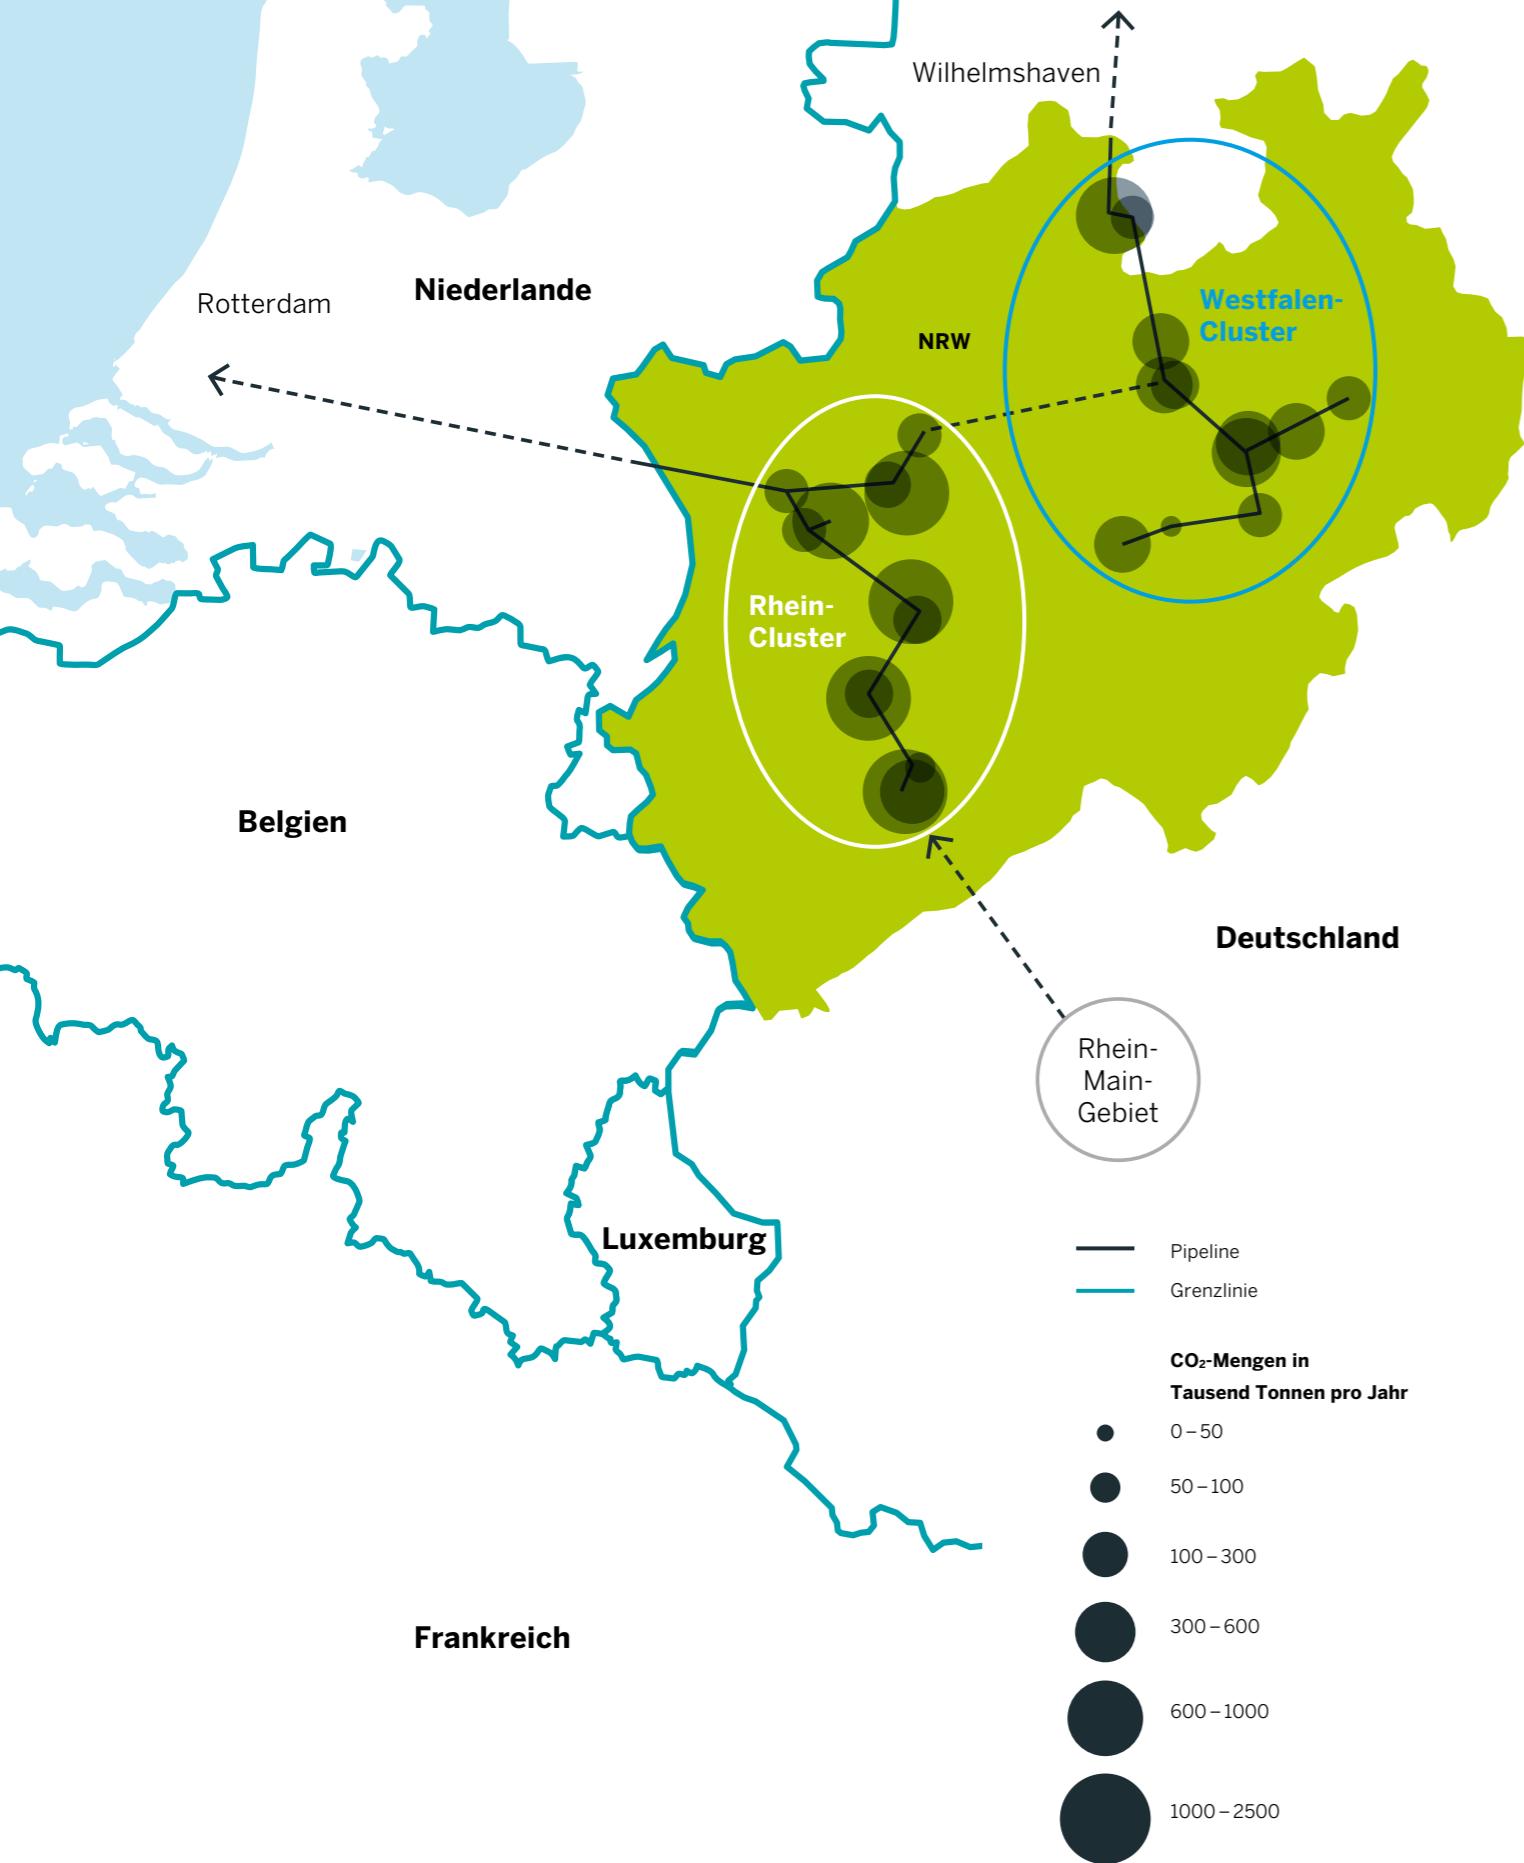 Wilhelmshaven
Niederlande
Rotterdam
Westfalen-
Cluster
NRW
Rhein-
Cluster
Belgien
Deutschland
Rhein-
Main-
Gebiet
Luxemburg
Pipeline
Grenzlinie
CO₂-Mengen in
Tausend Tonnen pro Jahr
0 – 50
50 – 100
100 – 300
300 – 600
600 – 1000
1000 – 2500
Frankreich